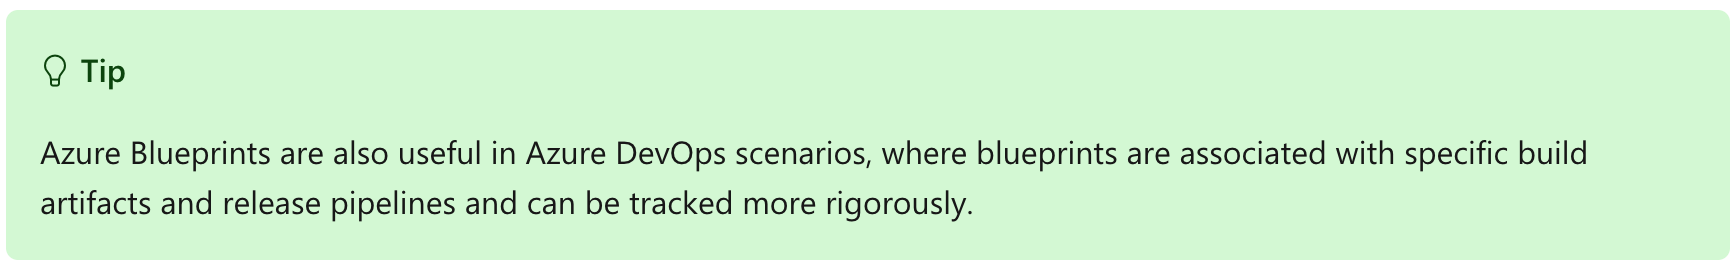 Tip
Azure Blueprints are also useful in Azure DevOps scenarios, where blueprints are associated with specific build
artifacts and release pipelines and can be tracked more rigorously.